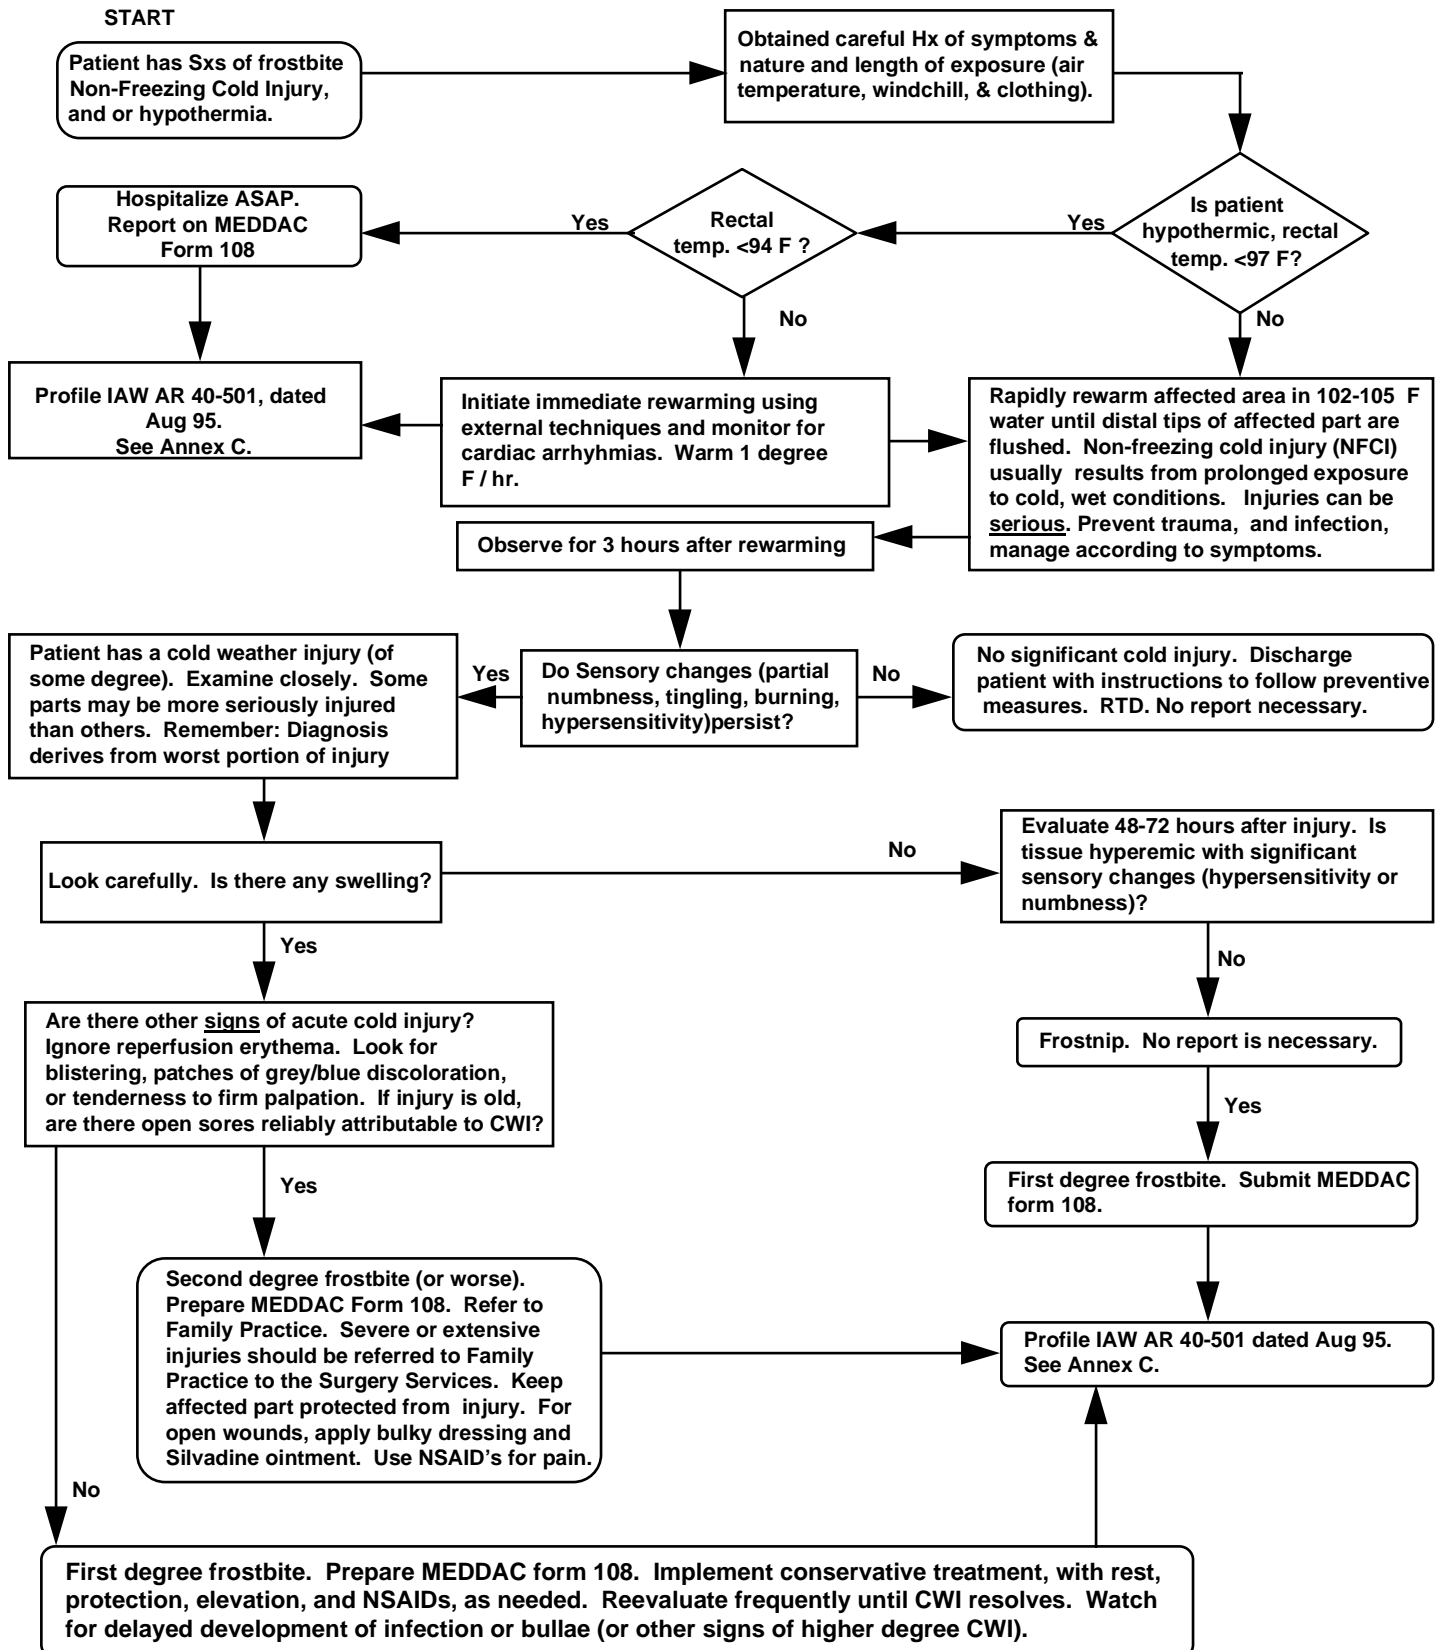 START
Patient has Sxs of frostbite
Non-Freezing Cold Injury,
and or hypothermia.
Obtained careful Hx of symptoms &
nature and length of exposure (air
temperature, windchill, & clothing).
Is patient
hypothermic, rectal
temp. <97 F?
Yes
Rectal
temp. <94 F ?
Yes
Hospitalize ASAP.
Report on MEDDAC
Form 108
No
No
Profile IAW AR 40-501, dated
Aug 95.
See Annex C.
Initiate immediate rewarming using
external techniques and monitor for
cardiac arrhyhmias.  Warm 1 degree
F / hr.
Rapidly rewarm affected area in 102-105  F
water until distal tips of affected part are
flushed.  Non-freezing cold injury (NFCI)
usually  results from prolonged exposure
to cold, wet conditions.   Injuries can be
serious. Prevent trauma,  and infection,
manage according to symptoms.
Observe for 3 hours after rewarming
Do Sensory changes (partial
numbness, tingling, burning,
hypersensitivity)persist?
Yes
No
Patient has a cold weather injury (of
some degree).  Examine closely.  Some
parts may be more seriously injured
than others.  Remember: Diagnosis
derives from worst portion of injury
No significant cold injury.  Discharge
patient with instructions to follow preventive
measures.  RTD. No report necessary.
Look carefully.  Is there any swelling?
No
Evaluate 48-72 hours after injury.  Is
tissue hyperemic with significant
sensory changes (hypersensitivity or
numbness)?
Yes
No
Are there other signs of acute cold injury?
Ignore reperfusion erythema.  Look for
blistering, patches of grey/blue discoloration,
or tenderness to firm palpation.  If injury is old,
are there open sores reliably attributable to CWI?
Frostnip.  No report is necessary.
Yes
Yes
First degree frostbite.  Submit MEDDAC
form 108.
Second degree frostbite (or worse).
Prepare MEDDAC Form 108.  Refer to
Family Practice.  Severe or extensive
injuries should be referred to Family
Practice to the Surgery Services.  Keep
affected part protected from  injury.  For
open wounds, apply bulky dressing and
Silvadine ointment.  Use NSAID's for pain.
Profile IAW AR 40-501 dated Aug 95.
See Annex C.
No
First degree frostbite.  Prepare MEDDAC form 108.  Implement conservative treatment, with rest,
protection, elevation, and NSAIDs, as needed.  Reevaluate frequently until CWI resolves.  Watch
for delayed development of infection or bullae (or other signs of higher degree CWI).